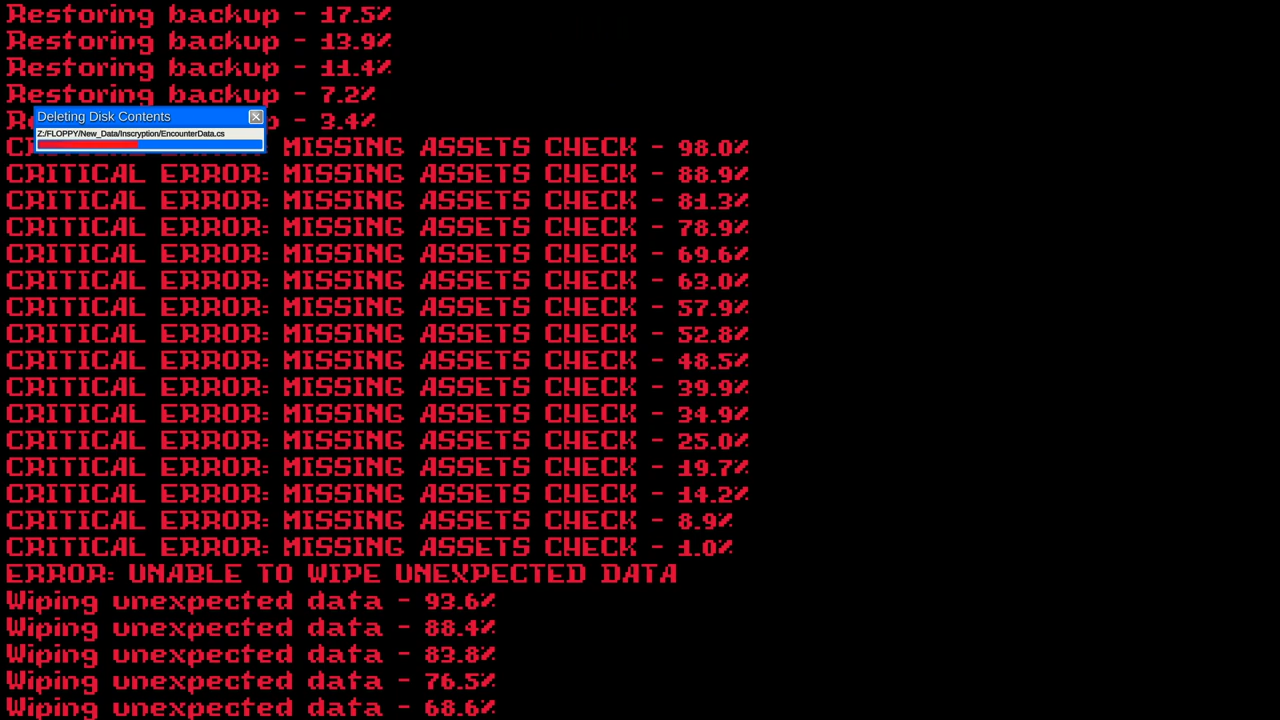 Restoring backup - 17.5%
Restoring backup - 13.9%
Restoring backup - 11.4%
Restoring backup - 7.2%
Deleting Disk Contents
Z:/FLOPPY/New_Data/Inscryption/EncounterData.cs
- 3.4%
MISSING ASSETS CHECK - 98.0%
CRITICAL ERROR: MISSING ASSETS CHECK - 88.9%
CRITICAL ERROR: MISSING ASSETS CHECK - 81.3%
CRITICAL ERROR: MISSING ASSETS CHECK - 78.9%
CRITICAL ERROR: MISSING ASSETS CHECK - 69.6%
CRITICAL ERROR: MISSING ASSETS CHECK - 63.0%
CRITICAL ERROR: MISSING ASSETS CHECK - 57.9%
CRITICAL ERROR: MISSING ASSETS CHECK - 52.8%
CRITICAL ERROR: MISSING ASSETS CHECK - 48.5%
CRITICAL ERROR: MISSING ASSETS CHECK - 39.9%
CRITICAL ERROR: MISSING ASSETS CHECK - 34.9%
CRITICAL ERROR: MISSING ASSETS CHECK - 25.0%
CRITICAL ERROR: MISSING ASSETS CHECK - 19.7%
CRITICAL ERROR: MISSING ASSETS CHECK - 14.2%
CRITICAL ERROR: MISSING ASSETS CHECK - 8.9%
CRITICAL ERROR: MISSING ASSETS CHECK - 1.0%
ERROR: UNABLE TO WIPE UNEXPECTED DATA
Wiping unexpected data - 93.6%
Wiping unexpected data - 88.4%
Wiping unexpected data - 83.8%
Wiping unexpected data - 76.5%
Wiping unexpected data - 68.6%